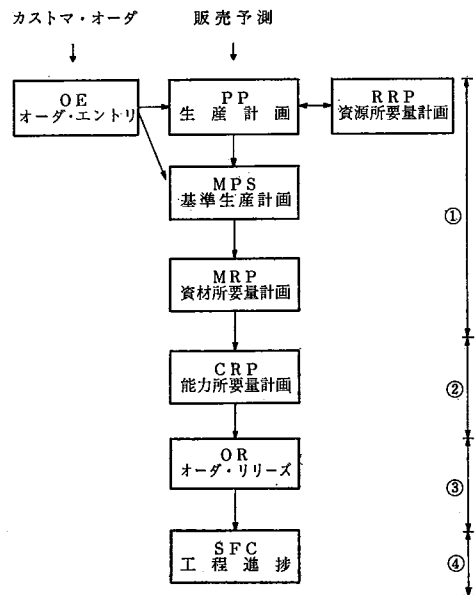 カストマ・オーダ
販売予測
OE
オーダ・エントリ
PP
生産計画
RRP
資源所要量計画
MPS
基準生産計画
①
MRP
資材所要量計画
CRP
能力所要量計画
②
OR
オーダ・リリーズ
③
SFC
工程進捗
④